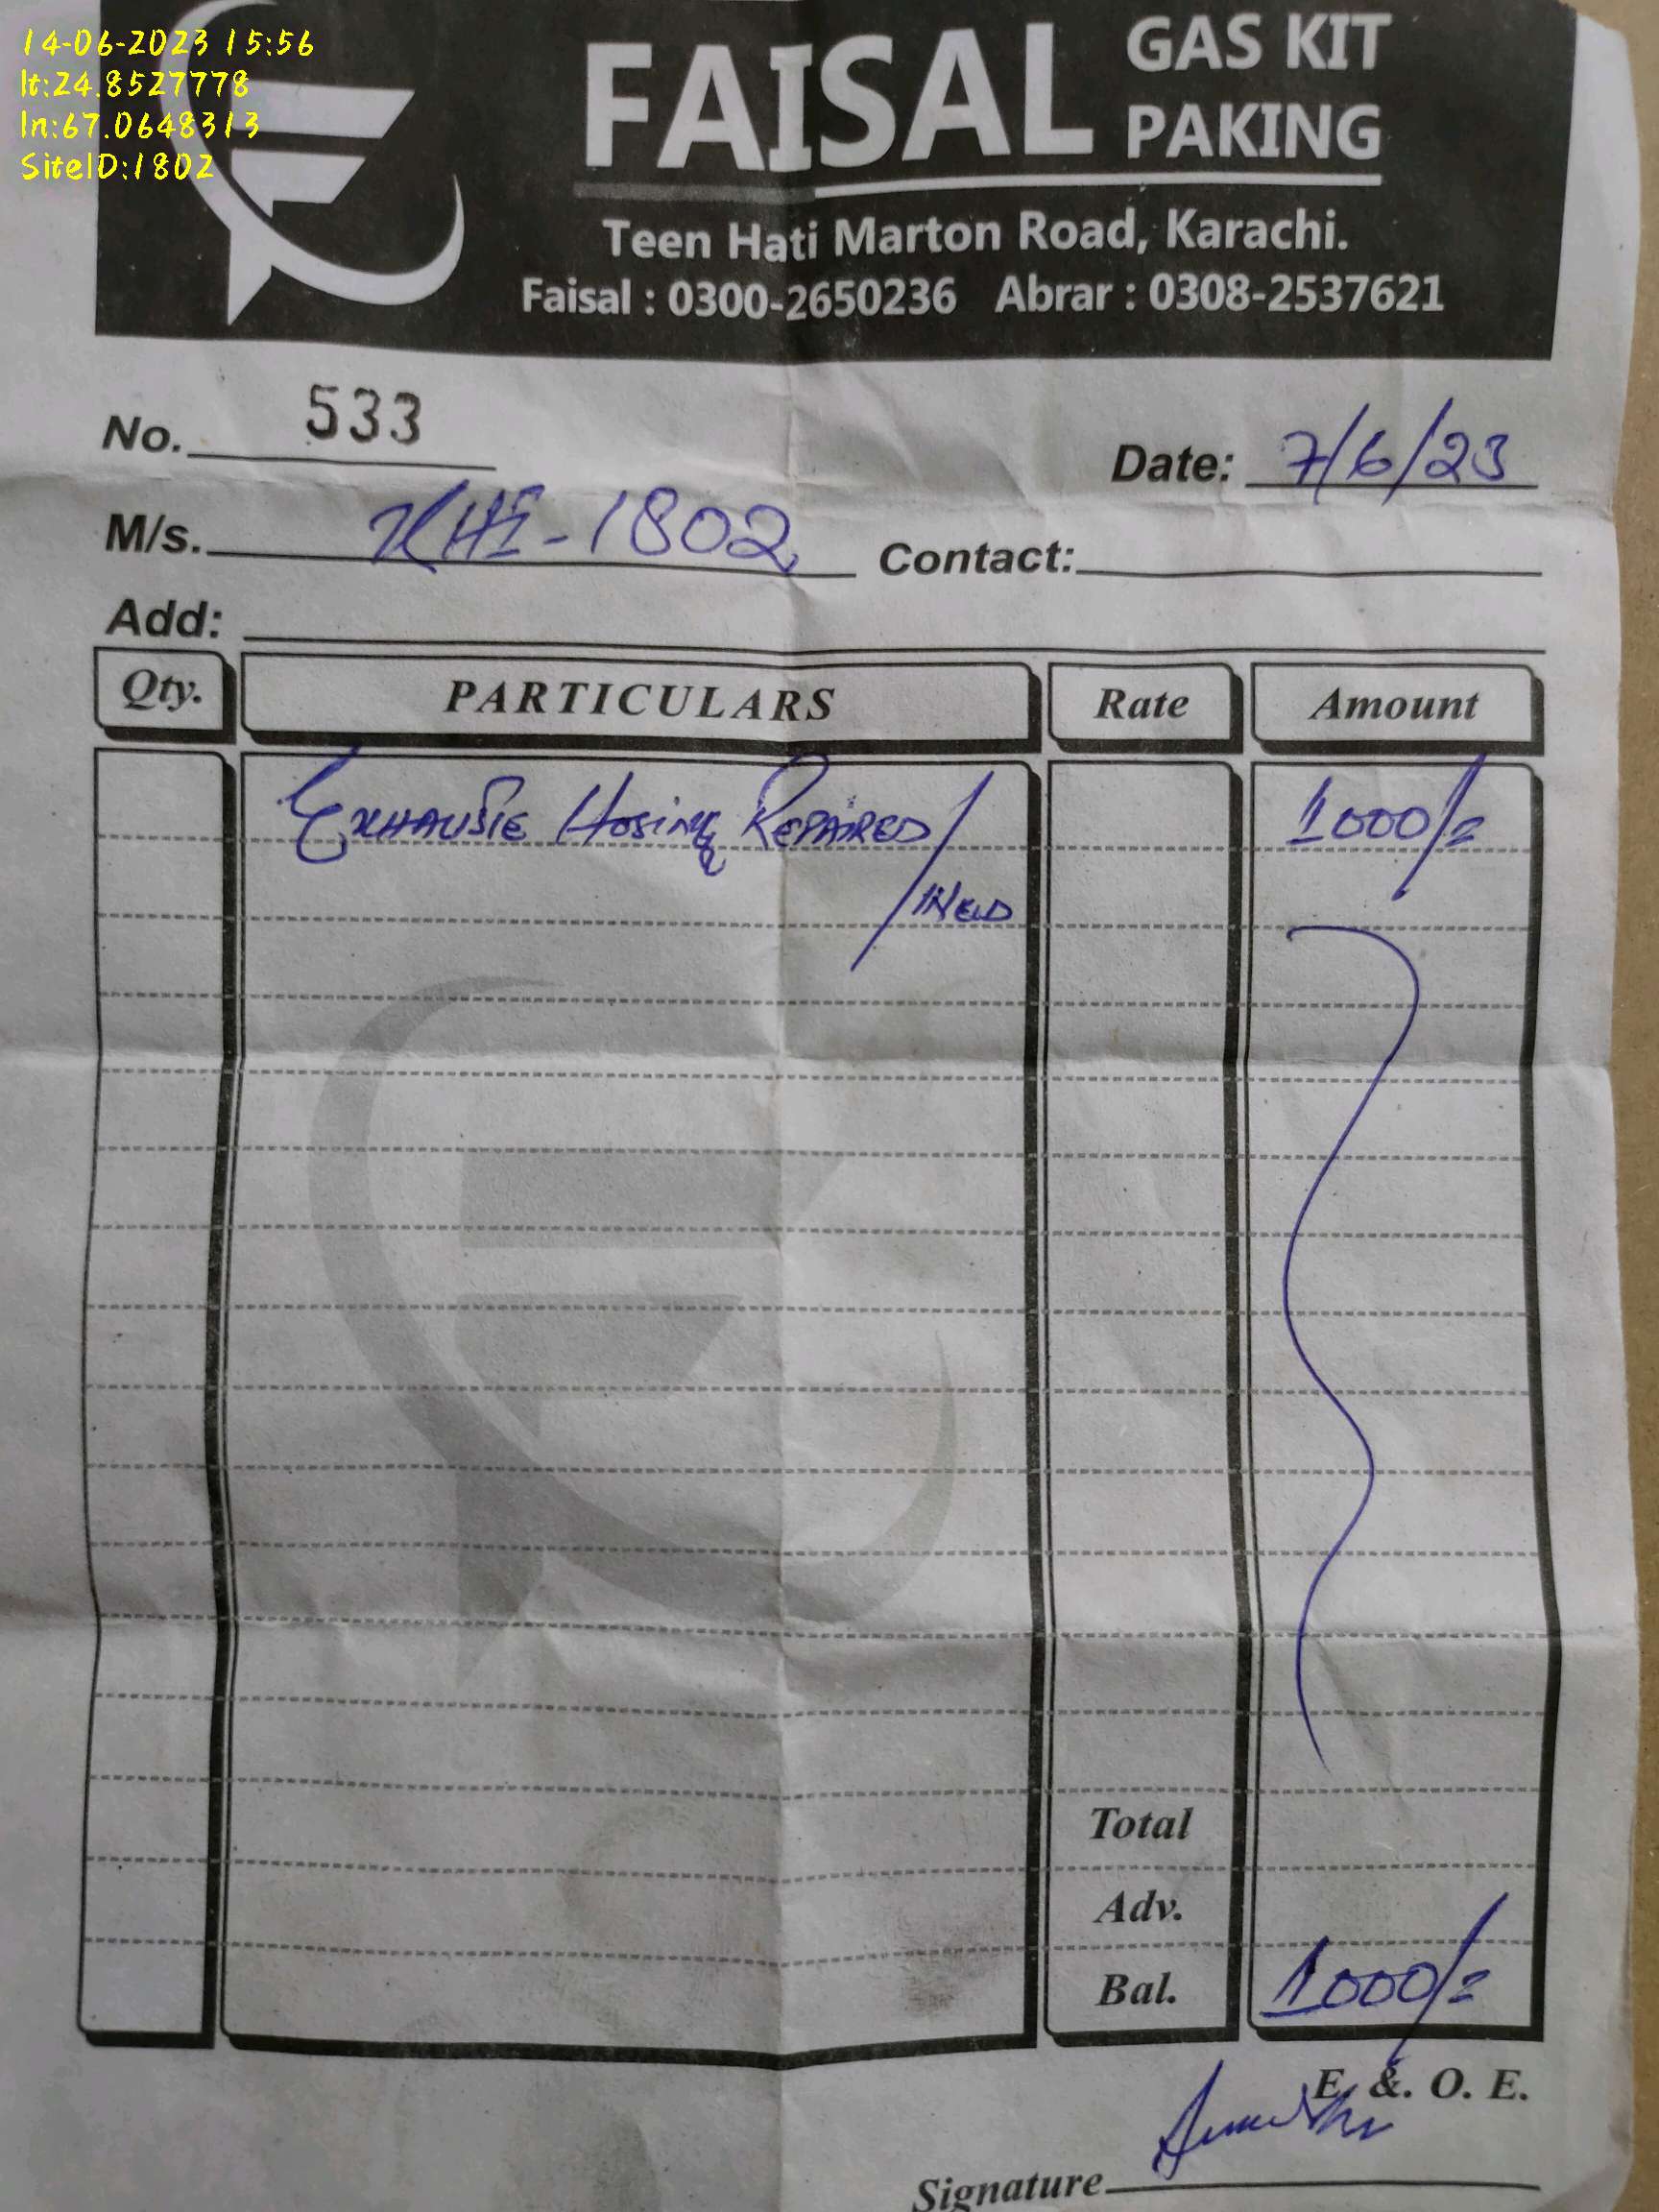 14-06-2023 15:56
lt:24.8527778
ln:67.0648313
SiteID:1802
FAISAL GAS KIT PAKING
Teen Hati Marton Road, Karachi.
Faisal : 0300-2650236 Abrar : 0308-2537621
No. 533
Date: 7/6/23
M/s. KHI-1802 Contact:
Add:
Qty. PARTICULARS Rate Amount
EXHAUSTE HOSING REPAIRED/ 1000/=
Total
Adv.
Bal. 1000/=
E. &. O. E.
Signature